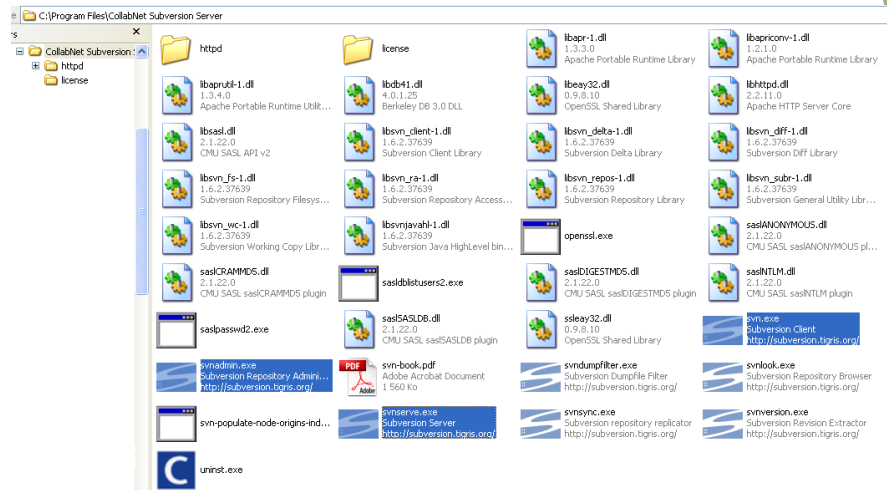 C:\Program Files\CollabNet Subversion Server
CollabNet Subversion
httpd
license
httpd
license
libapr-1.dll
1.3.3.0
Apache Portable Runtime Library
libapriconv-1.dll
1.2.1.0
Apache Portable Runtime Library
libaprutil-1.dll
1.3.4.0
Apache Portable Runtime Utilit...
libdb41.dll
4.0.1.25
Berkeley DB 3.0 DLL
libeay32.dll
0.9.8.10
OpenSSL Shared Library
libhttpd.dll
2.2.11.0
Apache HTTP Server Core
libsasl.dll
2.1.22.0
CMU SASL API v2
libsvn_client-1.dll
1.6.2.37639
Subversion Client Library
libsvn_delta-1.dll
1.6.2.37639
Subversion Delta Library
libsvn_diff-1.dll
1.6.2.37639
Subversion Diff Library
libsvn_fs-1.dll
1.6.2.37639
Subversion Repository Filesys...
libsvn_ra-1.dll
1.6.2.37639
Subversion Repository Access...
libsvn_repos-1.dll
1.6.2.37639
Subversion Repository Library
libsvn_subr-1.dll
1.6.2.37639
Subversion General Utility Libr...
libsvn_wc-1.dll
1.6.2.37639
Subversion Working Copy Libr...
libsvnjavahl-1.dll
1.6.2.37639
Subversion Java HighLevel bin...
openssl.exe
saslANONYMOUS.dll
2.1.22.0
CMU SASL saslANONYMOUS pl...
saslCRAMMD5.dll
2.1.22.0
CMU SASL saslCRAMMD5 plugin
sasldblistusers2.exe
saslDIGESTMD5.dll
2.1.22.0
CMU SASL saslDIGESTMD5 plugin
saslNTLM.dll
2.1.22.0
CMU SASL saslNTLM plugin
saslpasswd2.exe
saslSASLDB.dll
2.1.22.0
CMU SASL saslSASLDB plugin
ssleay32.dll
0.9.8.10
OpenSSL Shared Library
svn.exe
Subversion Client
http://subversion.tigris.org/
svnadmin.exe
Subversion Repository Admini...
http://subversion.tigris.org/
PDF
Adobe
svn-book.pdf
Adobe Acrobat Document
1 560 Ko
svndumpfilter.exe
Subversion Dumpfile Filter
http://subversion.tigris.org/
svnlook.exe
Subversion Repository Browser
http://subversion.tigris.org/
svn-populate-node-origins-ind...
svnserve.exe
Subversion Server
http://subversion.tigris.org/
svnsync.exe
Subversion repository replicator
http://subversion.tigris.org/
svnversion.exe
Subversion Revision Extractor
http://subversion.tigris.org/
C
uninst.exe